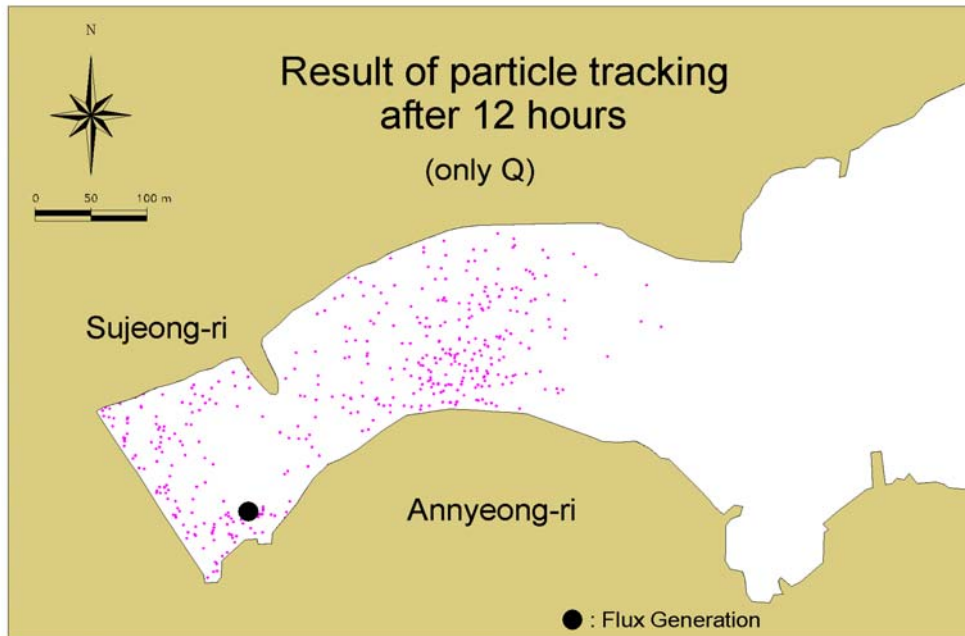 N
Result of particle tracking
after 12 hours
(only Q)
0 50 100 m
Sujeong-ri
Annyeong-ri
: Flux Generation